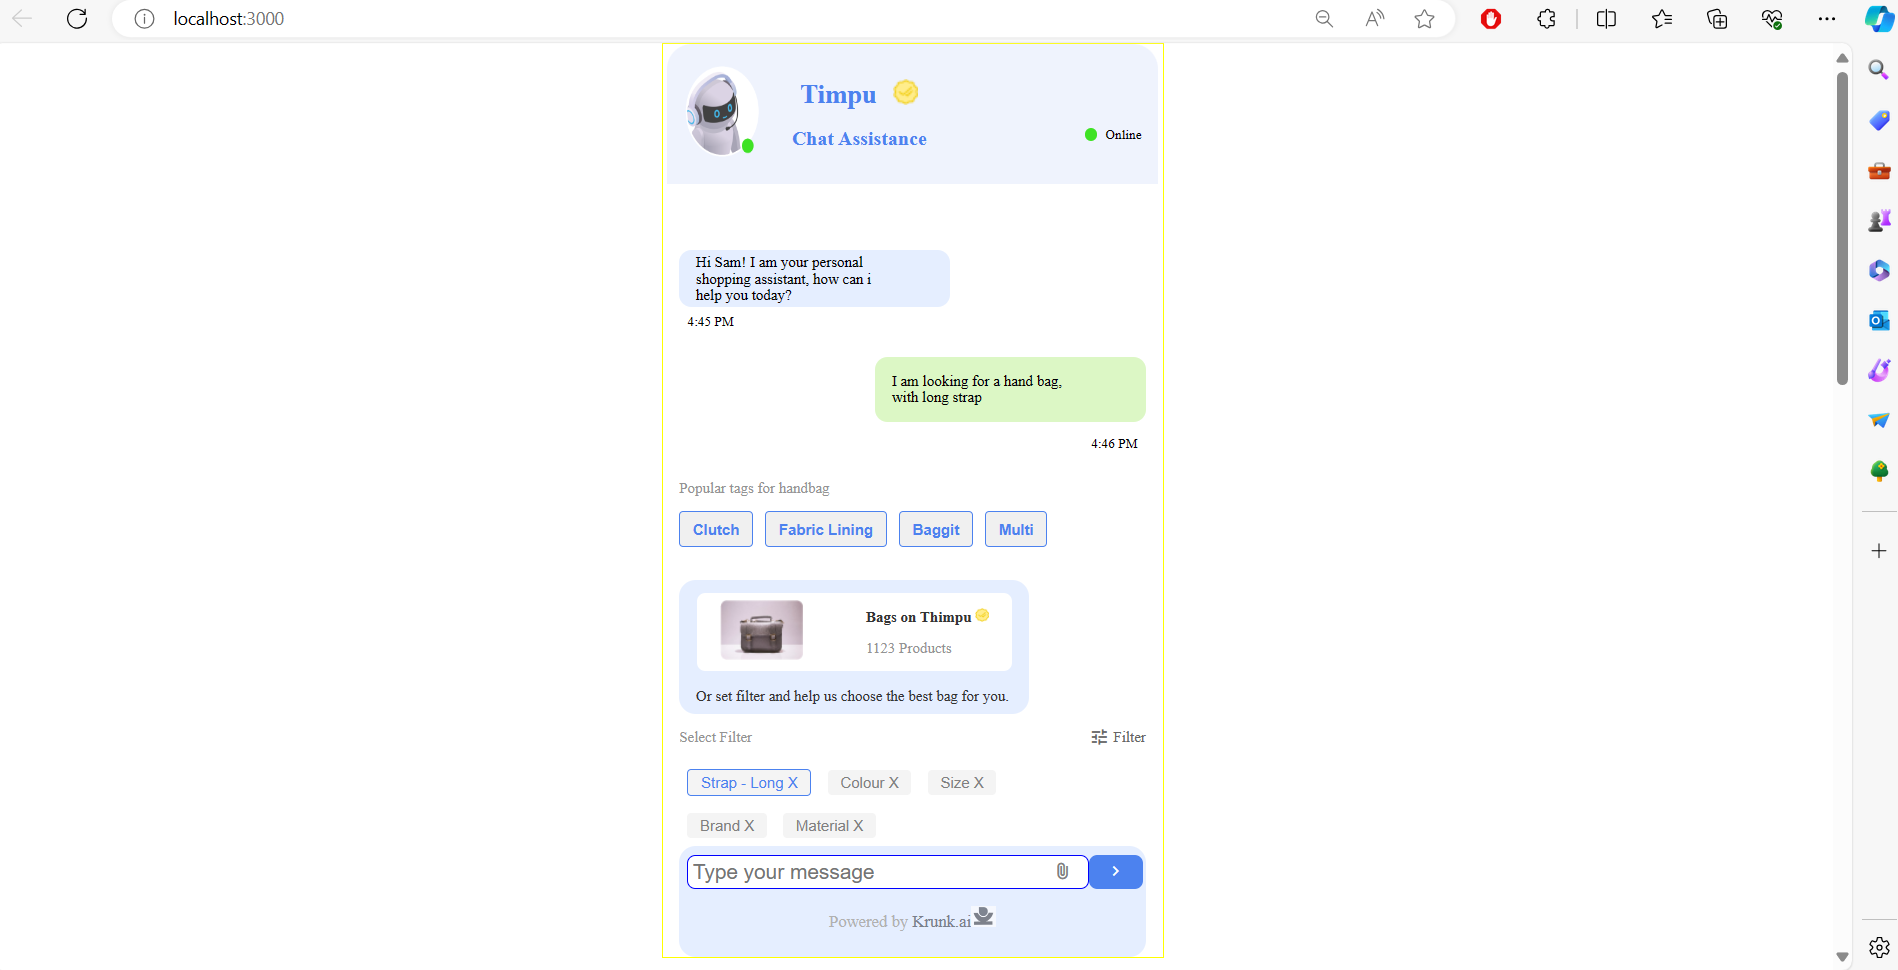 localhost:3000
Timpu
Chat Assistance
Online
Hi Sam! I am your personal
shopping assistant, how can i
help you today?
4:45 PM
I am looking for a hand bag,
with long strap
4:46 PM
Popular tags for handbag
Clutch Fabric Lining Baggit Multi
Bags on Thimpu
1123 Products
Or set filter and help us choose the best bag for you.
Select Filter Filter
Strap - Long X Colour X Size X
Brand X Material X
Type your message
Powered by Krunk.ai